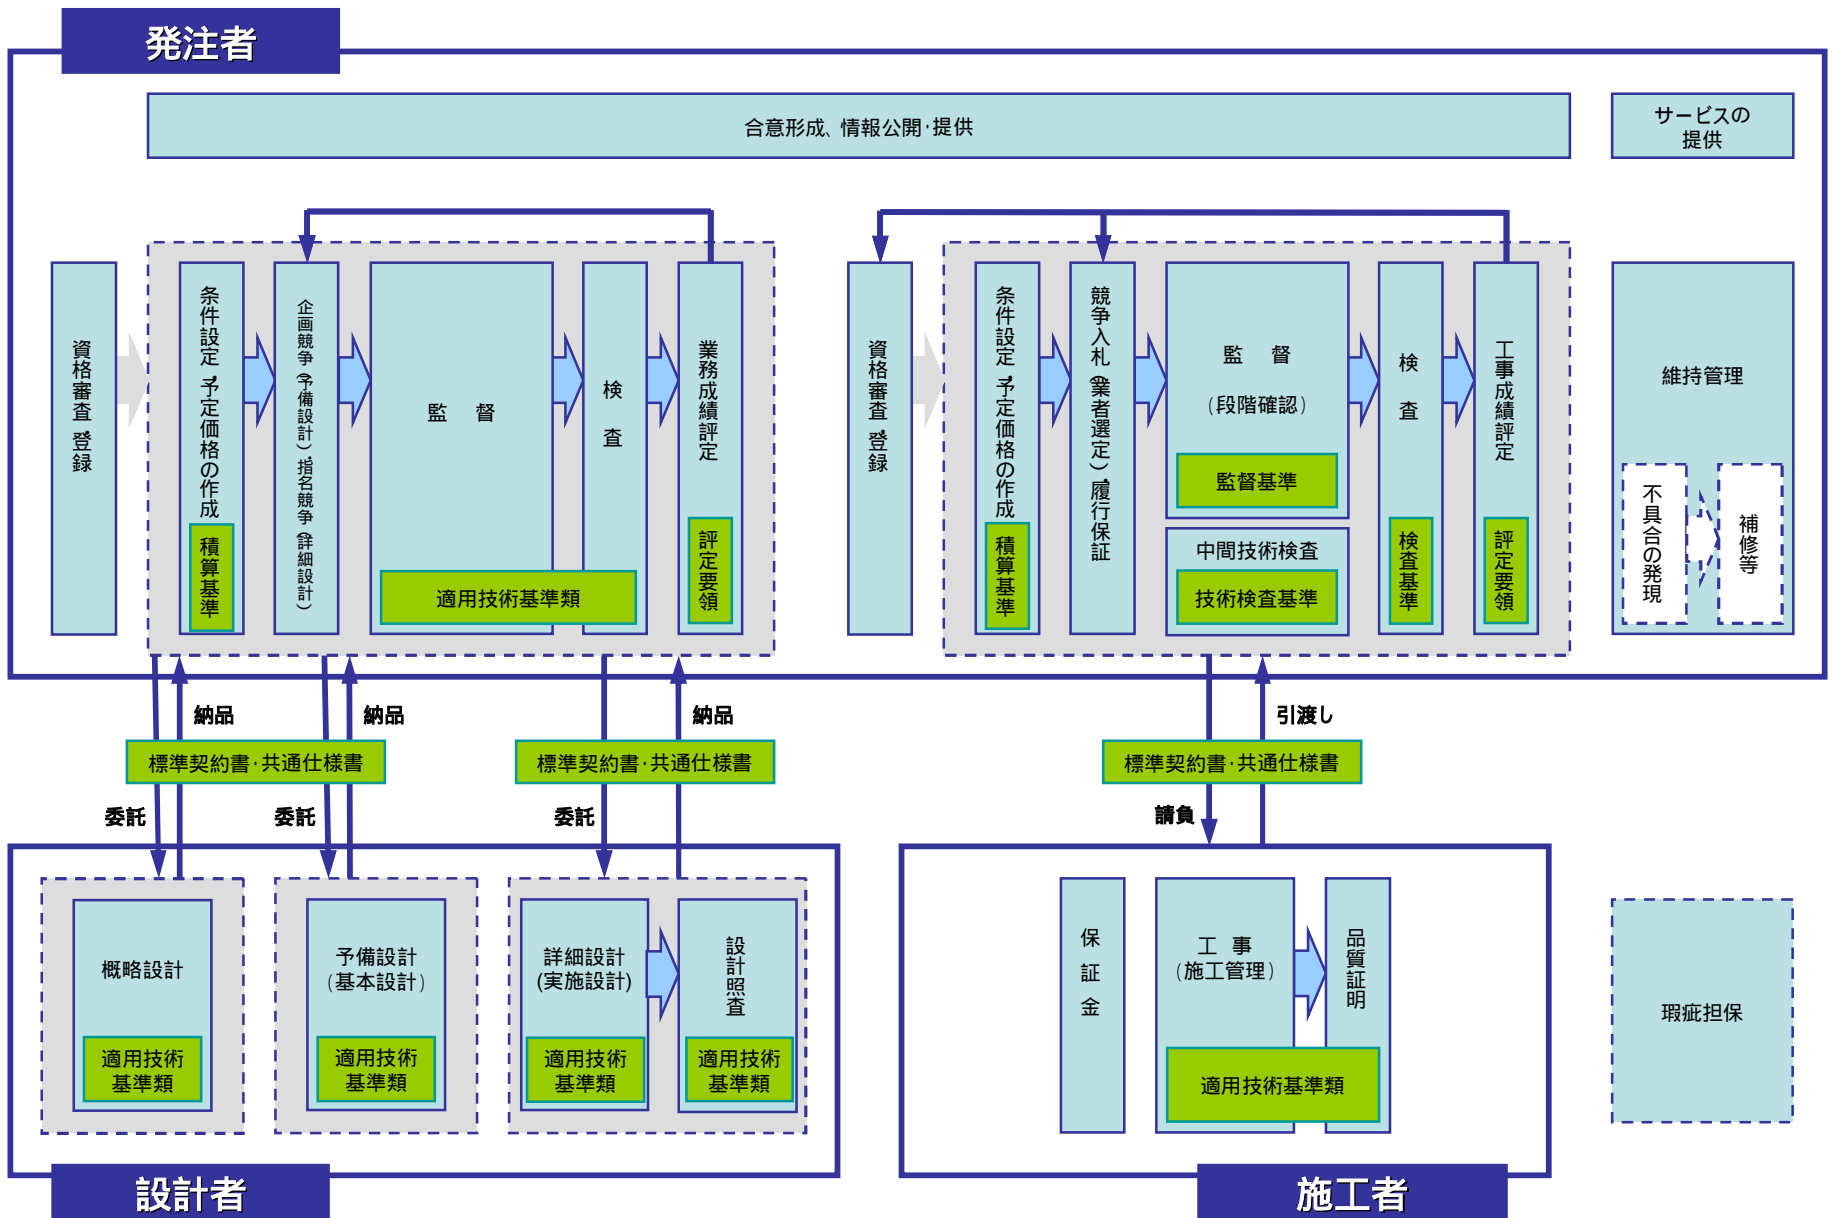 発注者
合意形成、情報公開・提供
サービスの
提供
資格審査・登録
条件設定・予定価格の作成
積算基準
企画競争（予備設計）・指名競争（詳細設計）
監　督
検　査
適用技術基準類
業務成績評定
評定要領
資格審査・登録
条件設定・予定価格の作成
積算基準
競争入札（業者選定）・履行保証
監　督
（段階確認）
監督基準
中間技術検査
技術検査基準
検　査
検査基準
工事成績評定
評定要領
維持管理
不具合の発現
補修等
納品
納品
納品
引渡し
標準契約書・共通仕様書
標準契約書・共通仕様書
標準契約書・共通仕様書
委託
委託
委託
請負
概略設計
適用技術
基準類
予備設計
（基本設計）
適用技術
基準類
詳細設計
(実施設計)
適用技術
基準類
設計照査
適用技術
基準類
保証金
工　事
（施工管理）
品質証明
適用技術基準類
瑕疵担保
設計者
施工者